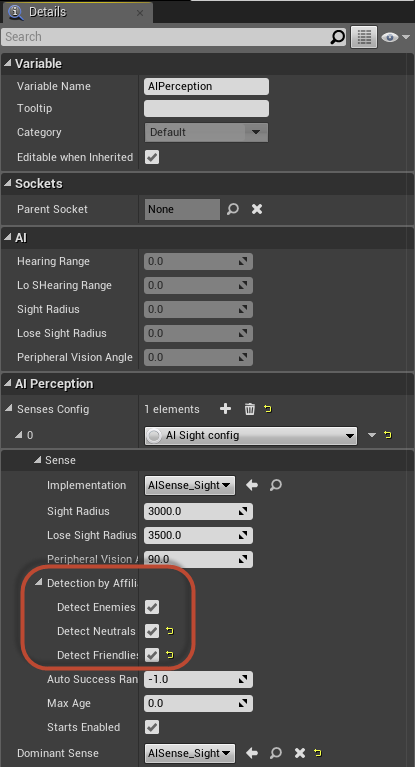 Details
Search
Variable
Variable Name AIPerception
Tooltip
Category Default
Editable when Inherited
Sockets
Parent Socket None
AI
Hearing Range 0.0
Lo SHearing Range 0.0
Sight Radius 0.0
Lose Sight Radius 0.0
Peripheral Vision Angle 0.0
AI Perception
Senses Config 1 elements
0 AI Sight config
Sense
Implementation AISense_Sight
Sight Radius 3000.0
Lose Sight Radius 3500.0
Peripheral Vision A 90.0
Detection by Affilia
Detect Enemies
Detect Neutrals
Detect Friendlies
Auto Success Ran -1.0
Max Age 0.0
Starts Enabled
Dominant Sense AISense_Sight